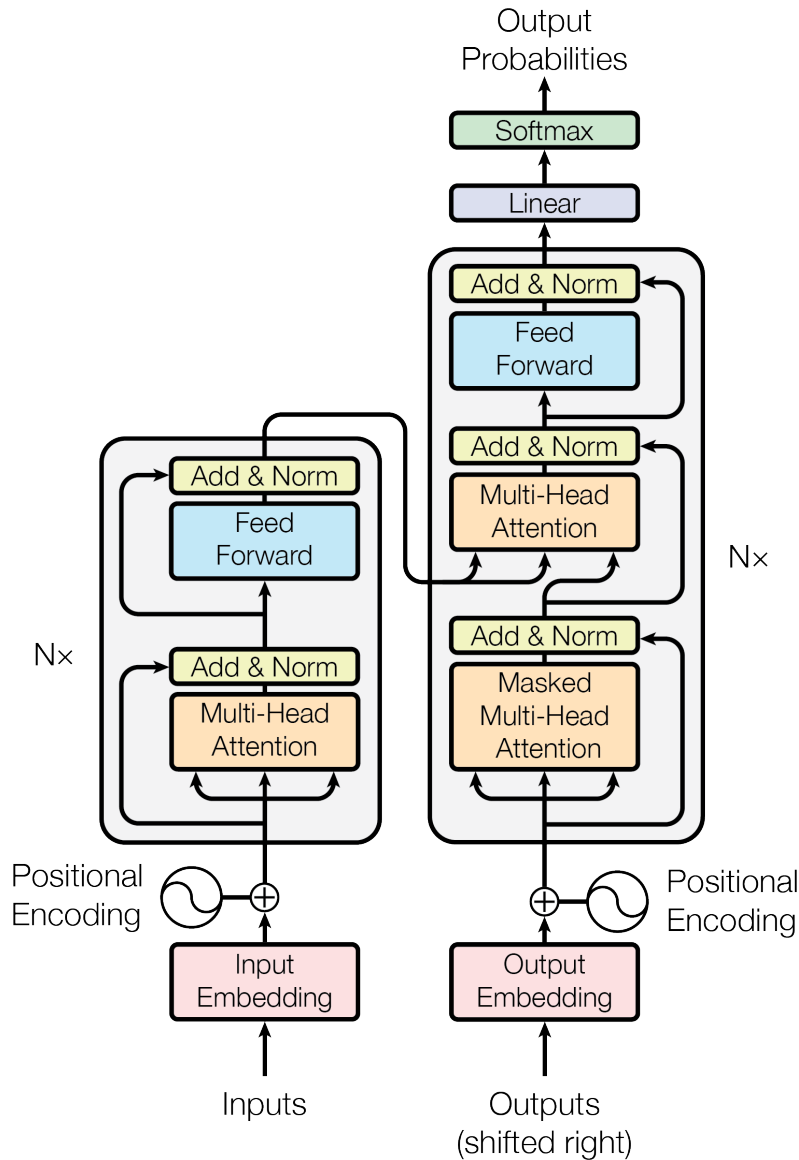 Output
Probabilities
Softmax
Linear
Add & Norm
Feed
Forward
Add & Norm
Multi-Head
Attention
Add & Norm
Masked
Multi-Head
Attention
Nx
Positional
Encoding
Output
Embedding
Outputs
(shifted right)
Add & Norm
Feed
Forward
Add & Norm
Multi-Head
Attention
N×
Positional
Encoding
Input
Embedding
Inputs